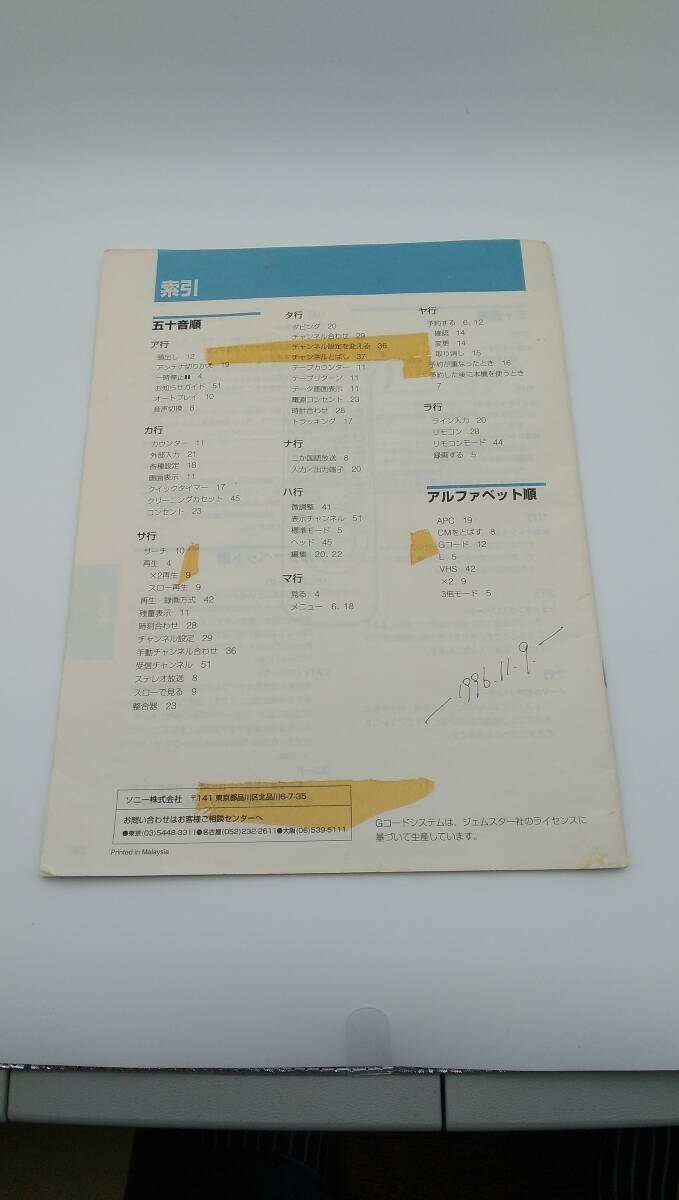 索引
五十音順
ア行
頭出し 12
アンテナ切りかえ 19
一時停止❚❚ 4
お知らせガイド 51
オートプレイ 10
音声切換 8
カ行
カウンター 11
外部入力 21
各種設定 18
画面表示 11
クイックタイマー 17
クリーニングカセット 45
コンセント 23
サ行
サーチ 10
再生 4
×2再生 9
スロー再生 9
再生・録画方式 42
残量表示 11
時刻合わせ 28
チャンネル設定 29
手動チャンネル合わせ 36
受信チャンネル 51
ステレオ放送 8
スローで見る 9
整合器 23
タ行
ダビング 20
チャンネル合わせ 29
チャンネル設定を変える 36
チャンネルとばし 37
テープカウンター 11
テープリターン 11
データ画面表示 11
電源コンセント 23
時計合わせ 28
トラッキング 17
ナ行
二か国語放送 8
入力/出力端子 20
ハ行
微調整 41
表示チャンネル 51
標準モード 5
ヘッド 45
編集 20、22
マ行
見る 4
メニュー 6、18
ヤ行
予約する 6、12
確認 14
変更 14
取り消し 15
予約が重なったとき 16
予約した後に本機を使うとき
7
ラ行
ライン入力 20
リモコン 28
リモコンモード 44
録画する 5
アルファベット順
APC 19
CMをとばす 8
Gコード 12
L 5
VHS 42
×2 9
3倍モード 5
1996.11.9.
ソニー株式会社 〒141 東京都品川区北品川6-7-35
お問い合わせはお客様ご相談センターへ
●東京(03)5448-3311●名古屋(052)232-2611●大阪(06)539-5111
Printed in Malaysia
Gコードシステムは、ジェムスター社のライセンスに
基づいて生産しています。